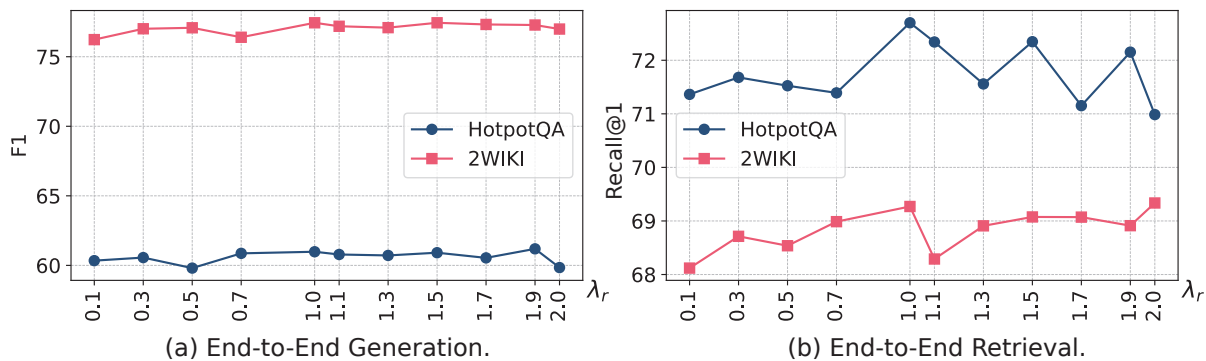 F1
75
70
65
60
HotpotQA
2WIKI
0.1 0.3 0.5 0.7 1.0 1.1 1.3 1.5 1.7 1.9 2.0 λr
(a) End-to-End Generation.
Recall@1
72
71
70
69
68
HotpotQA
2WIKI
0.1 0.3 0.5 0.7 1.0 1.1 1.3 1.5 1.7 1.9 2.0 λr
(b) End-to-End Retrieval.